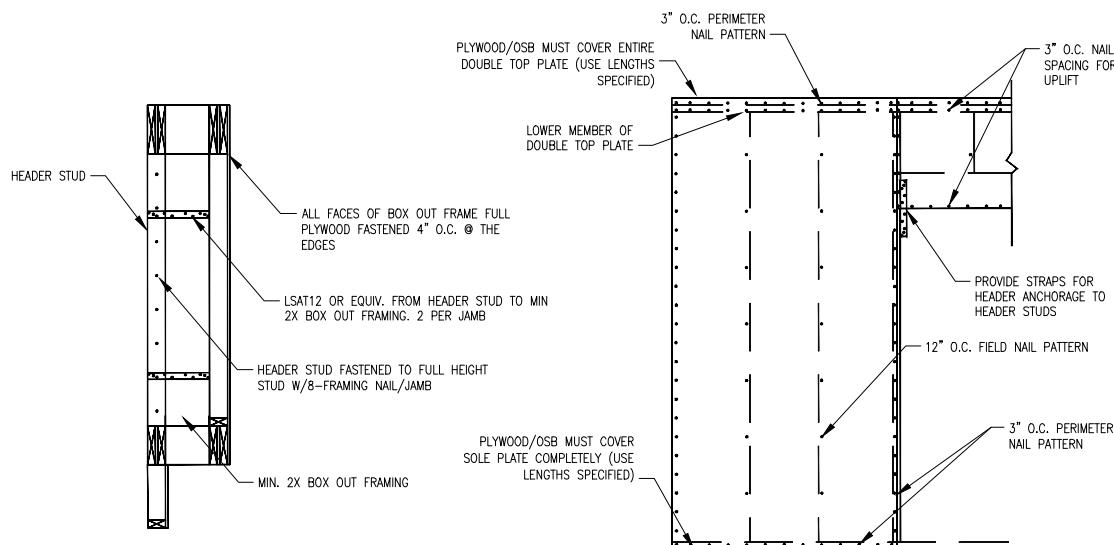 HEADER STUD
ALL FACES OF BOX OUT FRAME FULL
PLYWOOD FASTENED 4" O.C. @ THE
EDGES
LSAT12 OR EQUIV. FROM HEADER STUD TO MIN
2X BOX OUT FRAMING. 2 PER JAMB
HEADER STUD FASTENED TO FULL HEIGHT
STUD W/8-FRAMING NAIL/JAMB
MIN. 2X BOX OUT FRAMING
3" O.C. PERIMETER
NAIL PATTERN
PLYWOOD/OSB MUST COVER ENTIRE
DOUBLE TOP PLATE (USE LENGTHS
SPECIFIED)
3" O.C. NAIL
SPACING FOR
UPLIFT
LOWER MEMBER OF
DOUBLE TOP PLATE
PROVIDE STRAPS FOR
HEADER ANCHORAGE TO
HEADER STUDS
12" O.C. FIELD NAIL PATTERN
PLYWOOD/OSB MUST COVER
SOLE PLATE COMPLETELY (USE
LENGTHS SPECIFIED)
3" O.C. PERIMETER
NAIL PATTERN